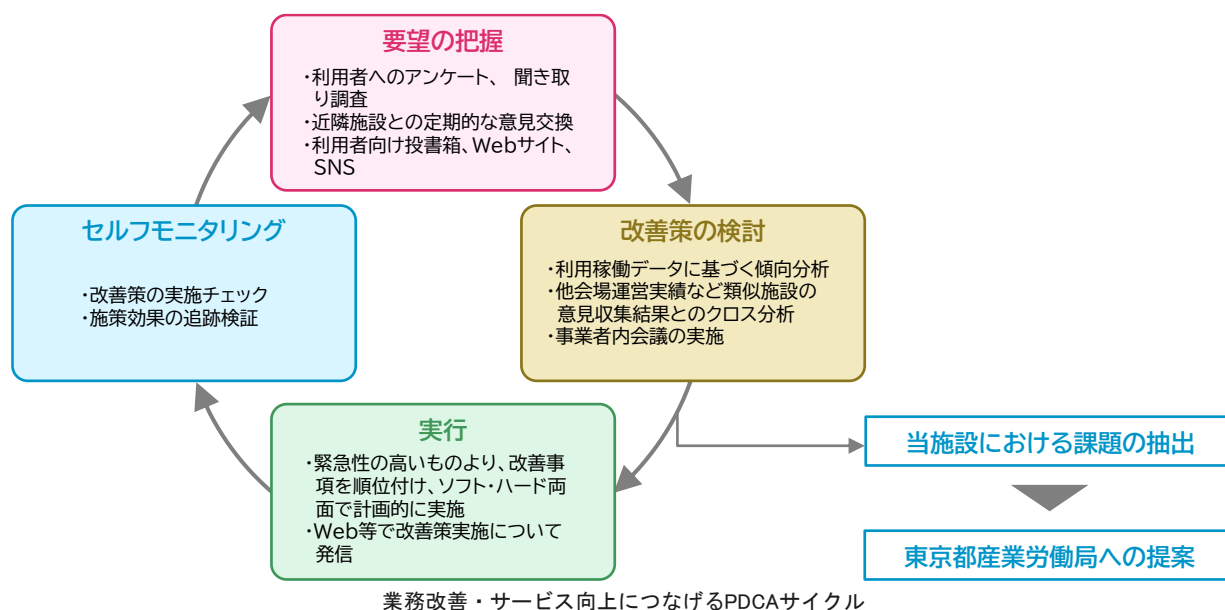 要望の把握
・利用者へのアンケート、 聞き取
り調査
・近隣施設との定期的な意見交換
・利用者向け投書箱、Webサイト、
SNS
改善策の検討
・利用稼働データに基づく傾向分析
・他会場運営実績など類似施設の
意見収集結果とのクロス分析
・事業者内会議の実施
実行
・緊急性の高いものより、改善事
項を順位付け、ソフト・ハード両
面で計画的に実施
・Web等で改善策実施について
発信
セルフモニタリング
・改善策の実施チェック
・施策効果の追跡検証
当施設における課題の抽出
東京都産業労働局への提案
業務改善・サービス向上につなげるPDCAサイクル